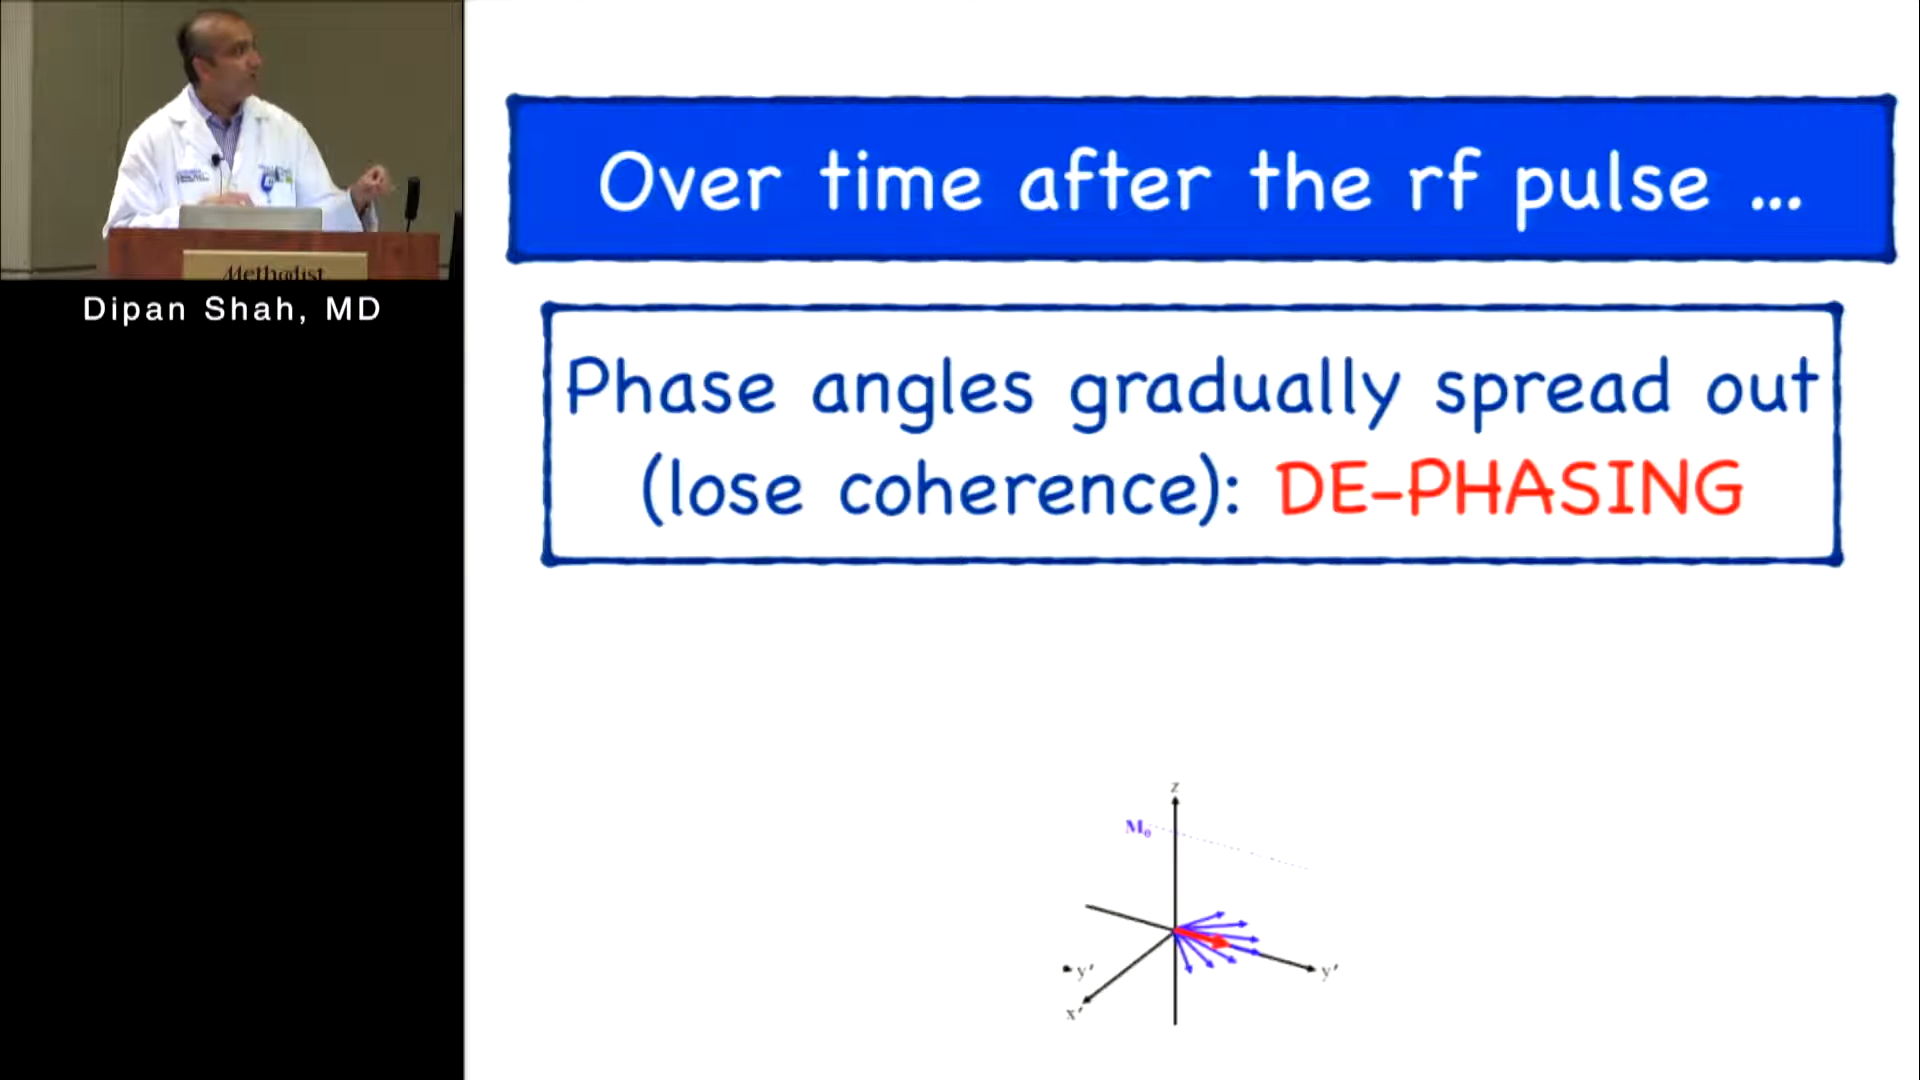 Methodist
Dipan Shah, MD
Over time after the rf pulse ...
Phase angles gradually spread out
(lose coherence): DE-PHASING
z
M₀
y'
x'
y'